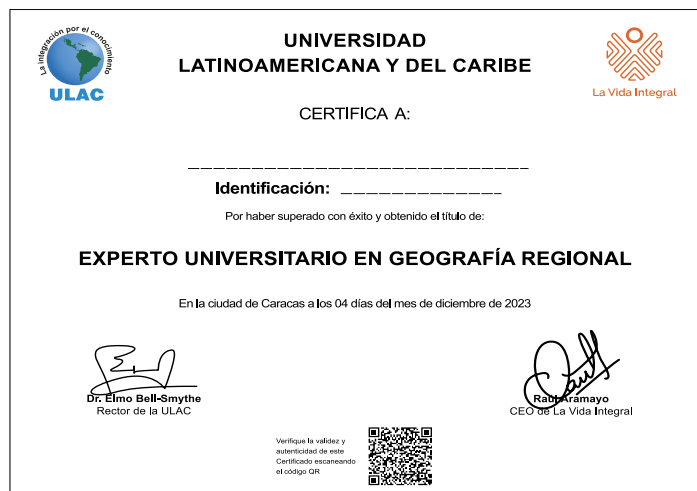 La integración por el conocimiento
ULAC
UNIVERSIDAD
LATINOAMERICANA Y DEL CARIBE
La Vida Integral
CERTIFICA A:
____________________________
Identificación: _____________
Por haber superado con éxito y obtenido el título de:
EXPERTO UNIVERSITARIO EN GEOGRAFÍA REGIONAL
En la ciudad de Caracas a los 04 días del mes de diciembre de 2023
Dr. Elmo Bell-Smythe
Rector de la ULAC
Raúl Aramayo
CEO de La Vida Integral
Verifique la validez y
autenticidad de este
Certificado escaneando
el código QR